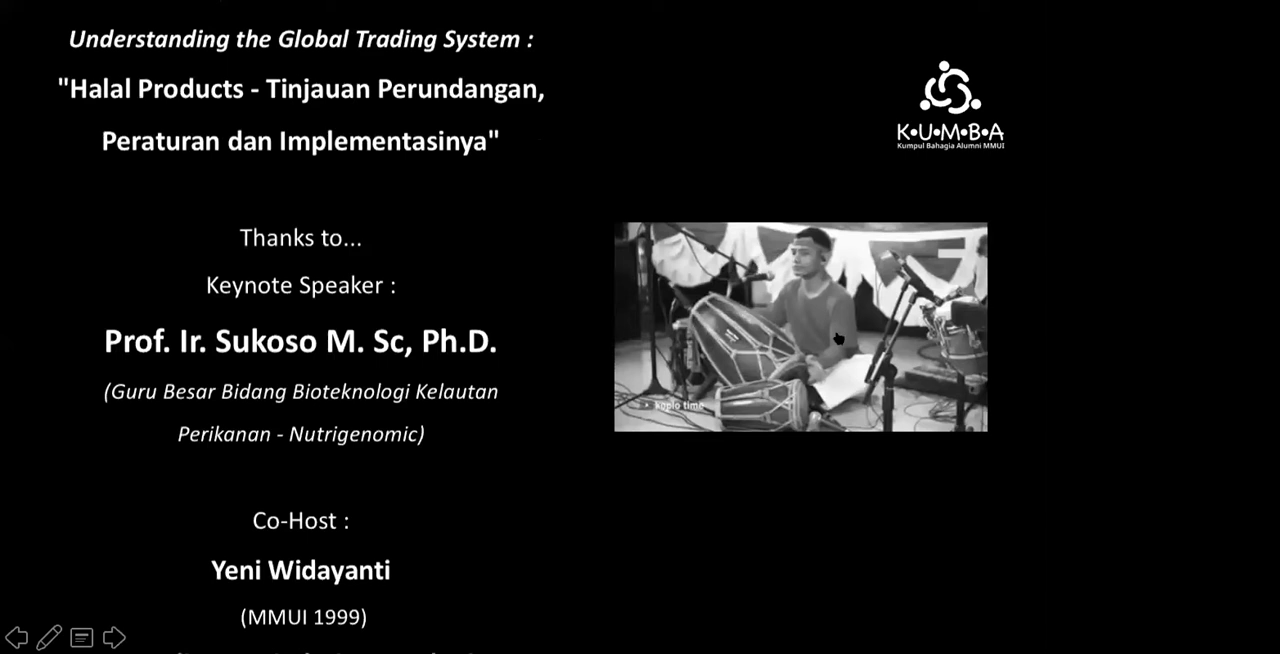 Understanding the Global Trading System :
"Halal Products - Tinjauan Perundangan,
Peraturan dan Implementasinya"
Thanks to...
Keynote Speaker :
Prof. Ir. Sukoso M. Sc, Ph.D.
(Guru Besar Bidang Bioteknologi Kelautan
Perikanan - Nutrigenomic)
Co-Host :
Yeni Widayanti
(MMUI 1999)
K•U•M•B•A
Kumpul Bahagia Alumni MMUI
koplo time